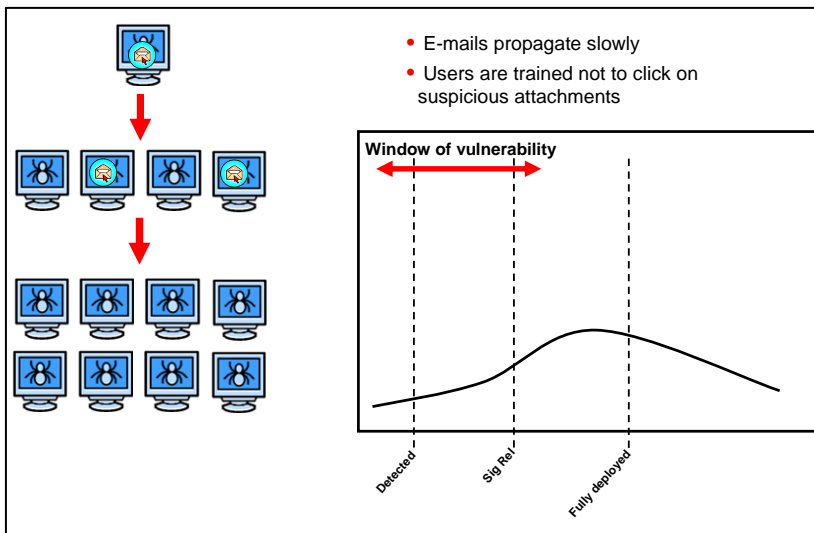 • E-mails propagate slowly
• Users are trained not to click on
suspicious attachments
Window of vulnerability
Detected
Sig Rel
Fully deployed